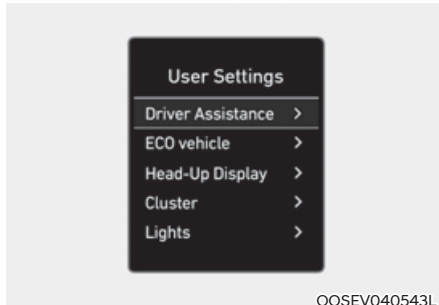 User Settings
Driver Assistance >
ECO vehicle >
Head-Up Display >
Cluster >
Lights >
OOSEV040543L